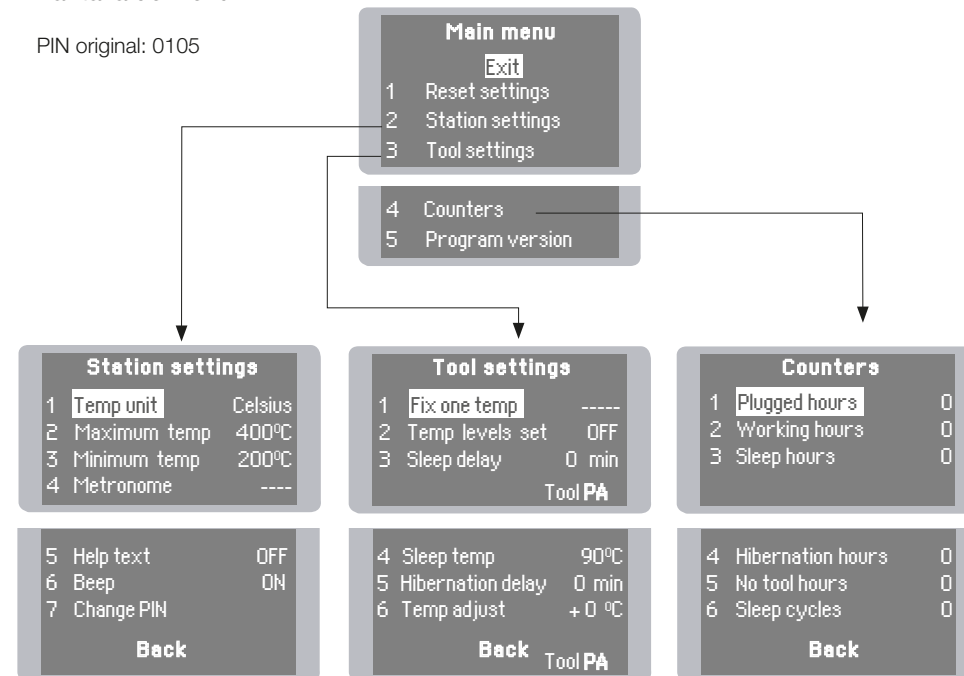 PIN original: 0105
Main menu
Exit
1 Reset settings
2 Station settings
3 Tool settings
4 Counters
5 Program version
Station settings
1 Temp unit Celsius
2 Maximum temp 400ºC
3 Minimum temp 200ºC
4 Metronome ----
5 Help text OFF
6 Beep ON
7 Change PIN
Back
Tool settings
1 Fix one temp -----
2 Temp levels set OFF
3 Sleep delay 0 min
Tool PA
4 Sleep temp 90ºC
5 Hibernation delay 0 min
6 Temp adjust +0 ºC
Back
Tool PA
Counters
1 Plugged hours 0
2 Working hours 0
3 Sleep hours 0
4 Hibernation hours 0
5 No tool hours 0
6 Sleep cycles 0
Back